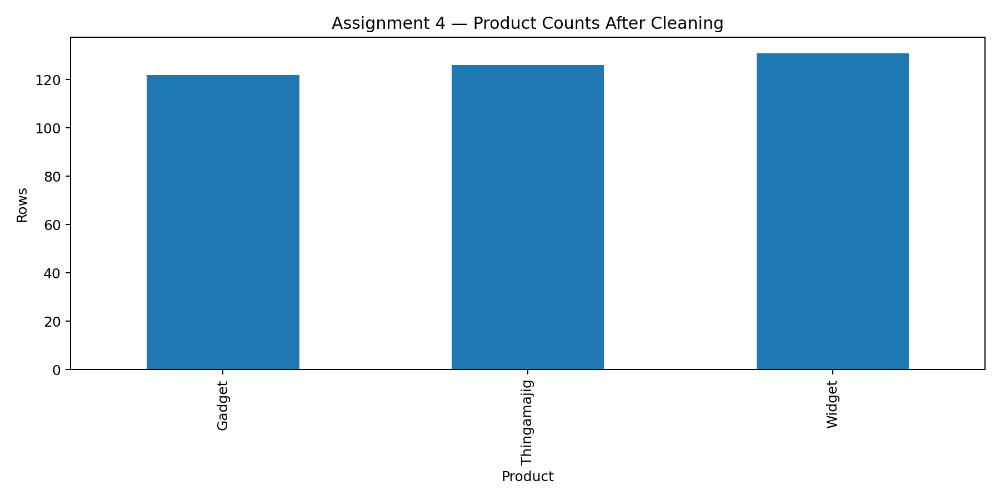 Assignment 4 — Product Counts After Cleaning
Rows
120
100
80
60
40
20
0
Gadget
Thingamajig
Widget
Product